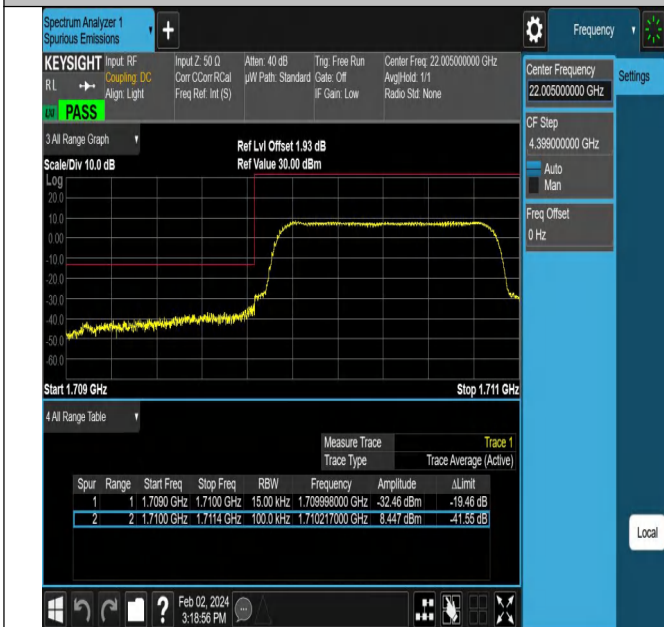 Spectrum Analyzer 1
Spurious Emissions
+
Frequency
KEYSIGHT
RL
PASS
Input: RF
Coupling: DC
Align: Light
Input Z: 50 Ω
Corr CCorr RCal
Freq Ref: Int (S)
Atten: 40 dB
µW Path: Standard
Trig: Free Run
Gate: Off
IF Gain: Low
Center Freq: 22.005000000 GHz
Avg|Hold: 1/1
Radio Std: None
Center Frequency
22.005000000 GHz
Settings
CF Step
4.399000000 GHz
Auto
Man
Freq Offset
0 Hz
3 All Range Graph
Scale/Div 10.0 dB
Ref Lvl Offset 1.93 dB
Ref Value 30.00 dBm
Log
20.0
10.0
0.00
-10.0
-20.0
-30.0
-40.0
-50.0
-60.0
Start 1.709 GHz
Stop 1.711 GHz
4 All Range Table
Measure Trace Trace 1
Trace Type Trace Average (Active)
Spur Range Start Freq Stop Freq RBW Frequency Amplitude ΔLimit
1 1 1.7090 GHz 1.7100 GHz 15.00 kHz 1.709998000 GHz -32.46 dBm -19.46 dB
2 2 1.7100 GHz 1.7114 GHz 100.0 kHz 1.710217000 GHz 8.447 dBm -41.55 dB
Local
?
Feb 02, 2024
3:18:56 PM